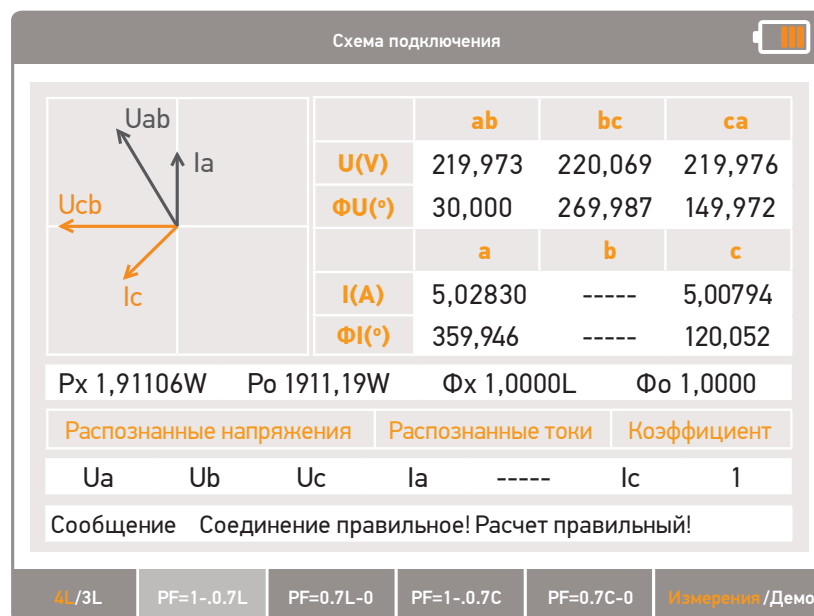 Схема подключения
Uab
Ia
Ucb
Ic
ab bc ca
U(V) 219,973 220,069 219,976
ΦU(º) 30,000 269,987 149,972
a b c
I(A) 5,02830 ----- 5,00794
ΦI(º) 359,946 ----- 120,052
Px 1,91106W Po 1911,19W Фx 1,0000L Фo 1,0000
Распознанные напряжения Распознанные токи Коэффициент
Ua Ub Uc Ia ----- Ic 1
Сообщение Соединение правильное! Расчет правильный!
4L/3L PF=1-.0.7L PF=0.7L-0 PF=1-.0.7C PF=0.7C-0 Измерения/Демо